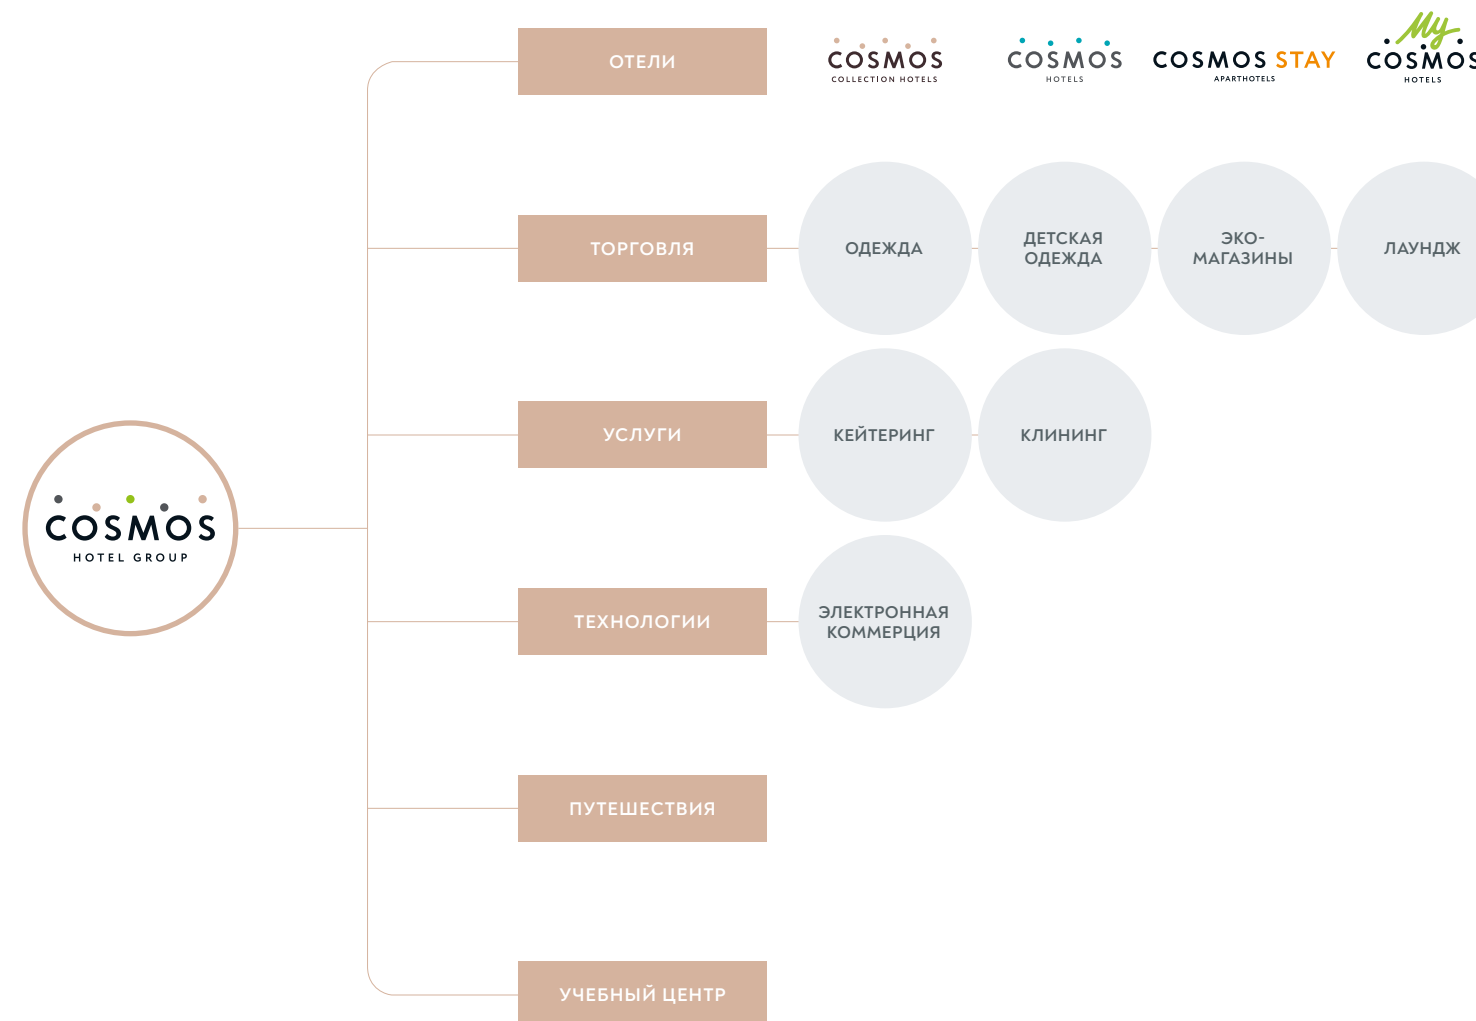 ОТЕЛИ
COSMOS
COLLECTION HOTELS
COSMOS
HOTELS
COSMOS STAY
APARTHOTELS
My
COSMOS
HOTELS
ТОРГОВЛЯ
ОДЕЖДА
ДЕТСКАЯ
ОДЕЖДА
ЭКО-
МАГАЗИНЫ
ЛАУНДЖ
УСЛУГИ
КЕЙТЕРИНГ
КЛИНИНГ
COSMOS
HOTEL GROUP
ТЕХНОЛОГИИ
ЭЛЕКТРОННАЯ
КОММЕРЦИЯ
ПУТЕШЕСТВИЯ
УЧЕБНЫЙ ЦЕНТР